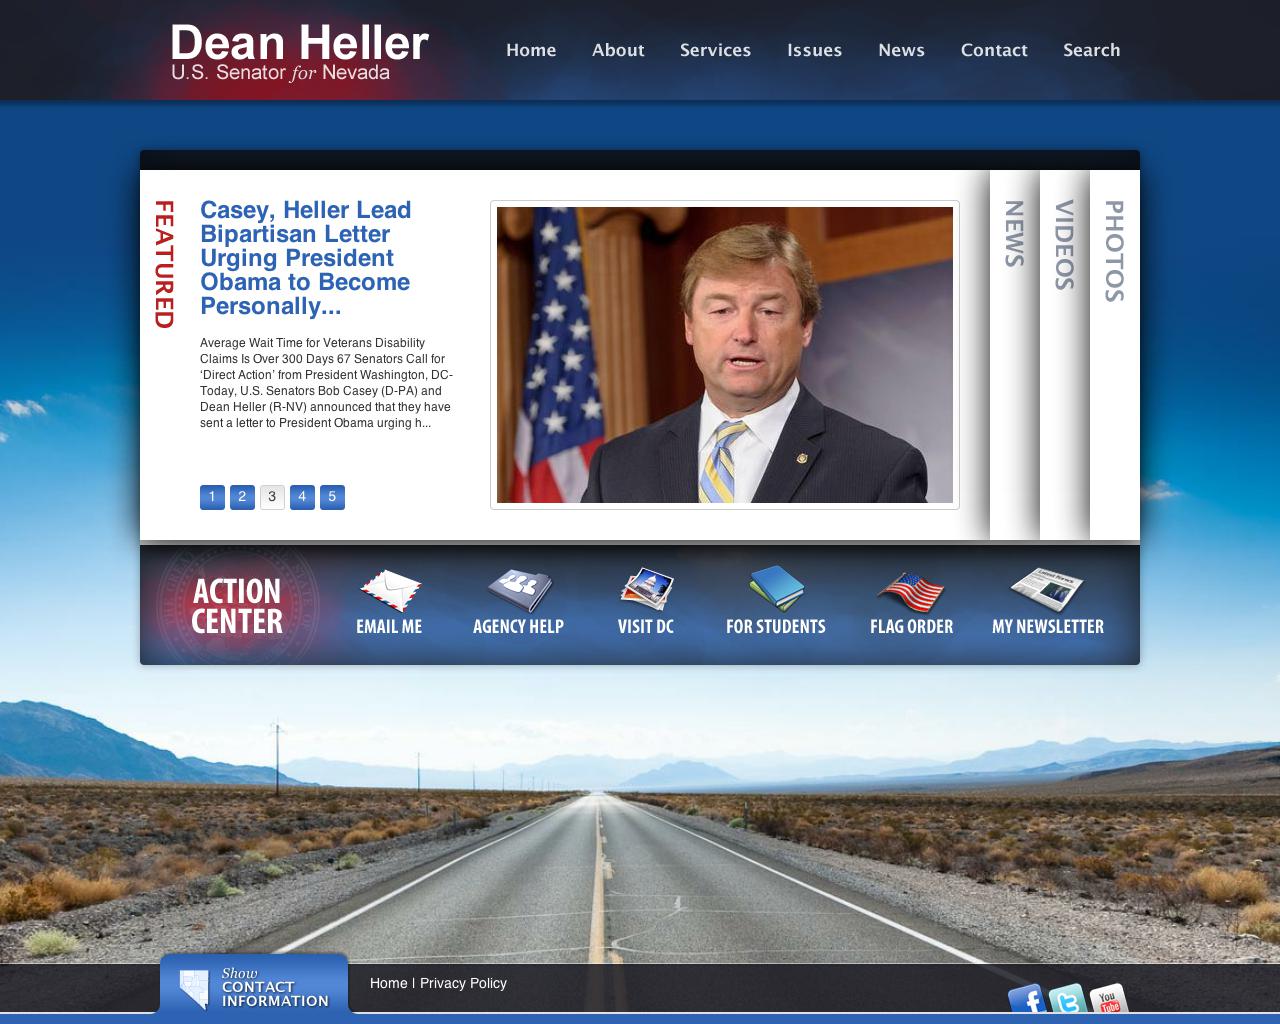 Dean Heller
U.S. Senator for Nevada
Home About Services Issues News Contact Search
FEATURED
Casey, Heller Lead
Bipartisan Letter
Urging President
Obama to Become
Personally...
Average Wait Time for Veterans Disability
Claims Is Over 300 Days 67 Senators Call for
‘Direct Action’ from President Washington, DC-
Today, U.S. Senators Bob Casey (D-PA) and
Dean Heller (R-NV) announced that they have
sent a letter to President Obama urging h...
1 2 3 4 5
NEWS
VIDEOS
PHOTOS
ACTION
CENTER
EMAIL ME
AGENCY HELP
VISIT DC
FOR STUDENTS
FLAG ORDER
MY NEWSLETTER
Show
CONTACT
INFORMATION
Home | Privacy Policy
You
Tube